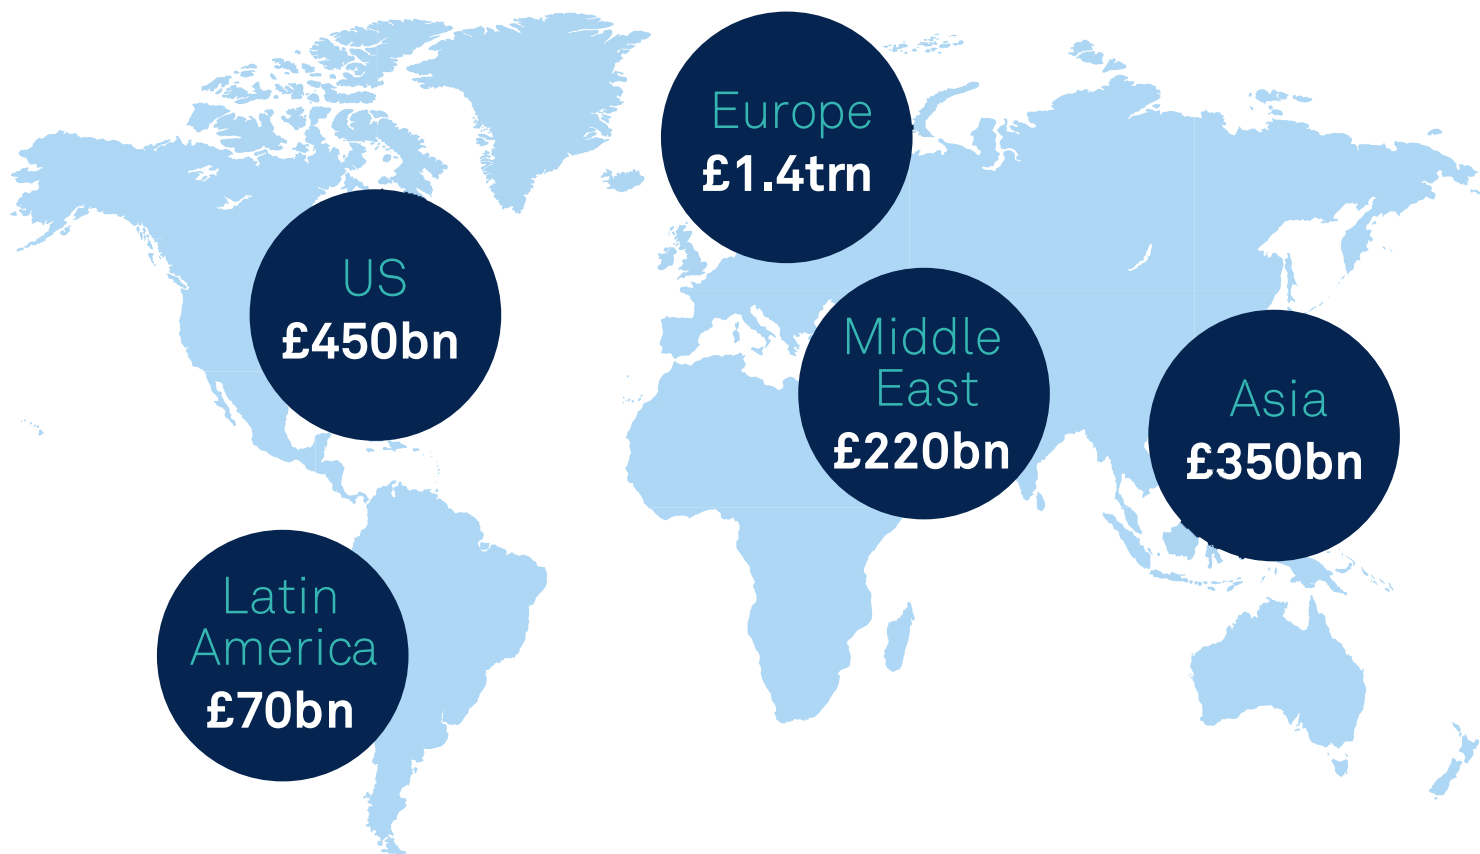 Europe
£1.4trn
US
£450bn
Middle
East
£220bn
Asia
£350bn
Latin
America
£70bn